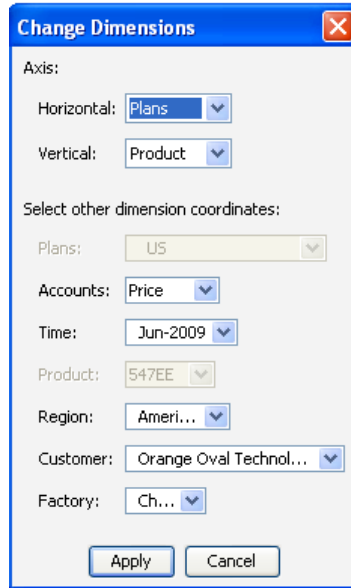 Change Dimensions
Axis:
Horizontal: Plans
Vertical: Product
Select other dimension coordinates:
Plans: US
Accounts: Price
Time: Jun-2009
Product: 547EE
Region: Ameri...
Customer: Orange Oval Technol...
Factory: Ch...
Apply Cancel